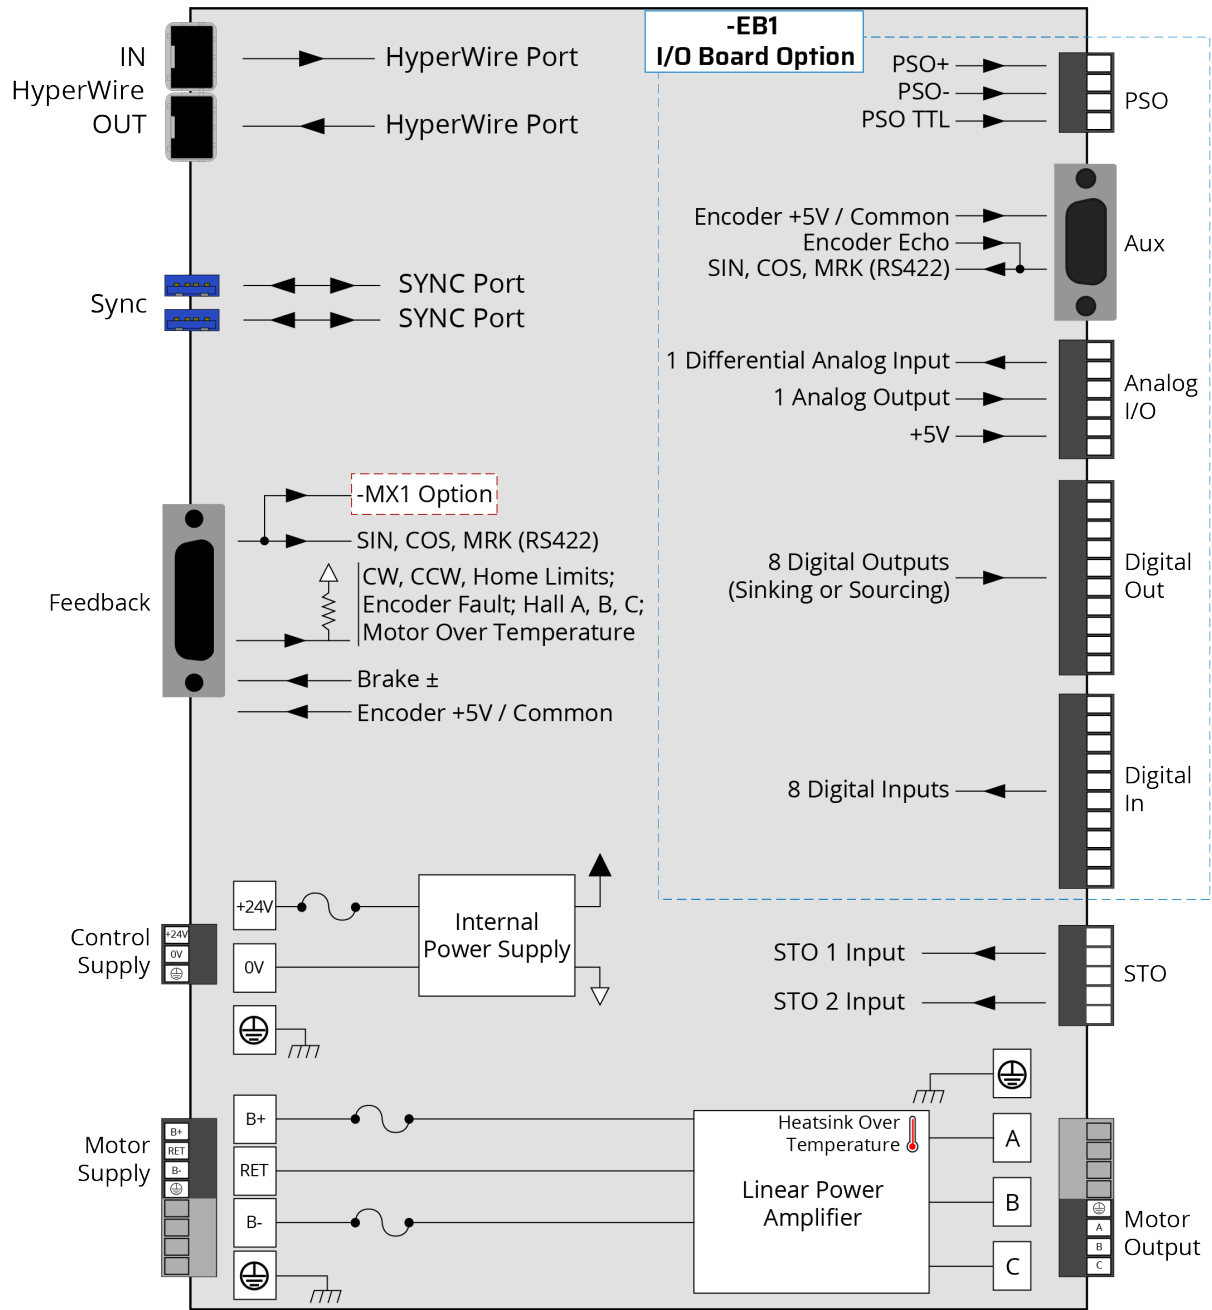 -EB1
I/O Board Option
IN
HyperWire
OUT
HyperWire Port
HyperWire Port
PSO+
PSO-
PSO TTL
PSO
Encoder +5V / Common
Encoder Echo
SIN, COS, MRK (RS422)
Aux
Sync
SYNC Port
SYNC Port
1 Differential Analog Input
1 Analog Output
+5V
Analog
I/O
-MX1 Option
SIN, COS, MRK (RS422)
CW, CCW, Home Limits;
Encoder Fault; Hall A, B, C;
Motor Over Temperature
Brake ±
Encoder +5V / Common
Feedback
8 Digital Outputs
(Sinking or Sourcing)
Digital
Out
8 Digital Inputs
Digital
In
Control
Supply
+24V
0V
+24V
0V
Internal
Power Supply
STO 1 Input
STO 2 Input
STO
Motor
Supply
B+
RET
B-
B+
RET
B-
Heatsink Over
Temperature
Linear Power
Amplifier
A
B
C
A
B
C
Motor
Output